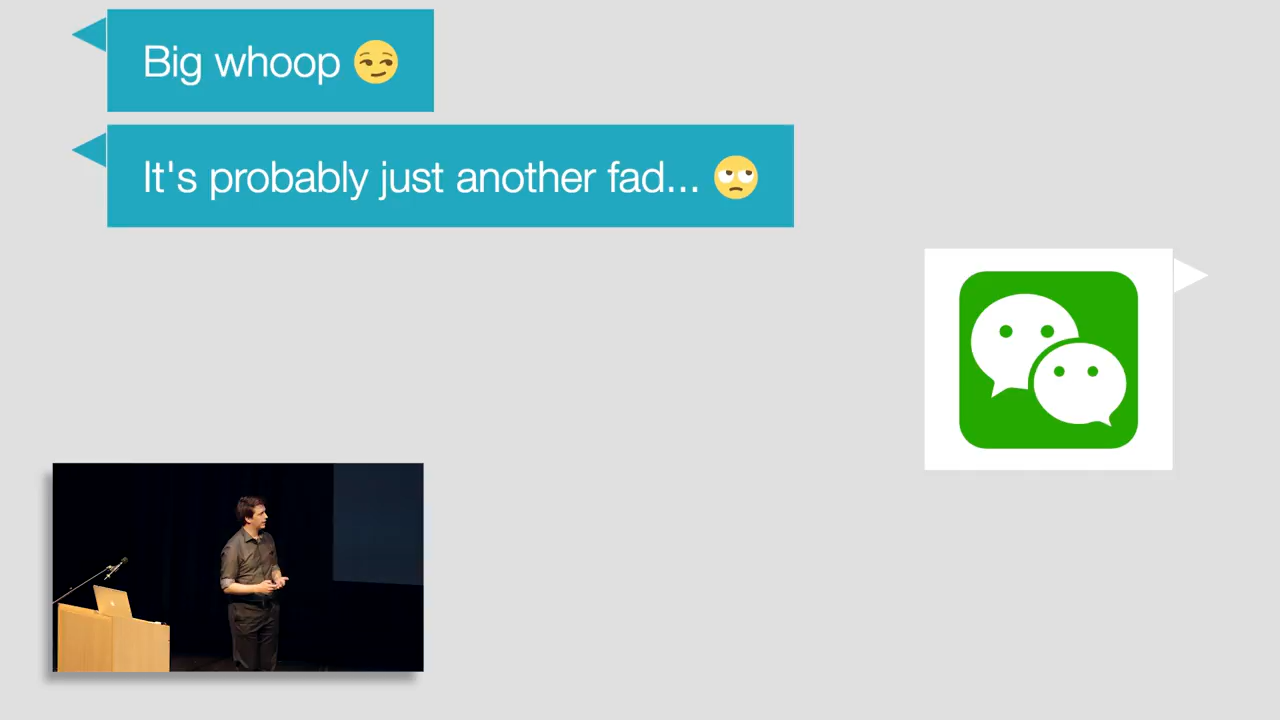 Big whoop 😏
It's probably just another fad... 🙄